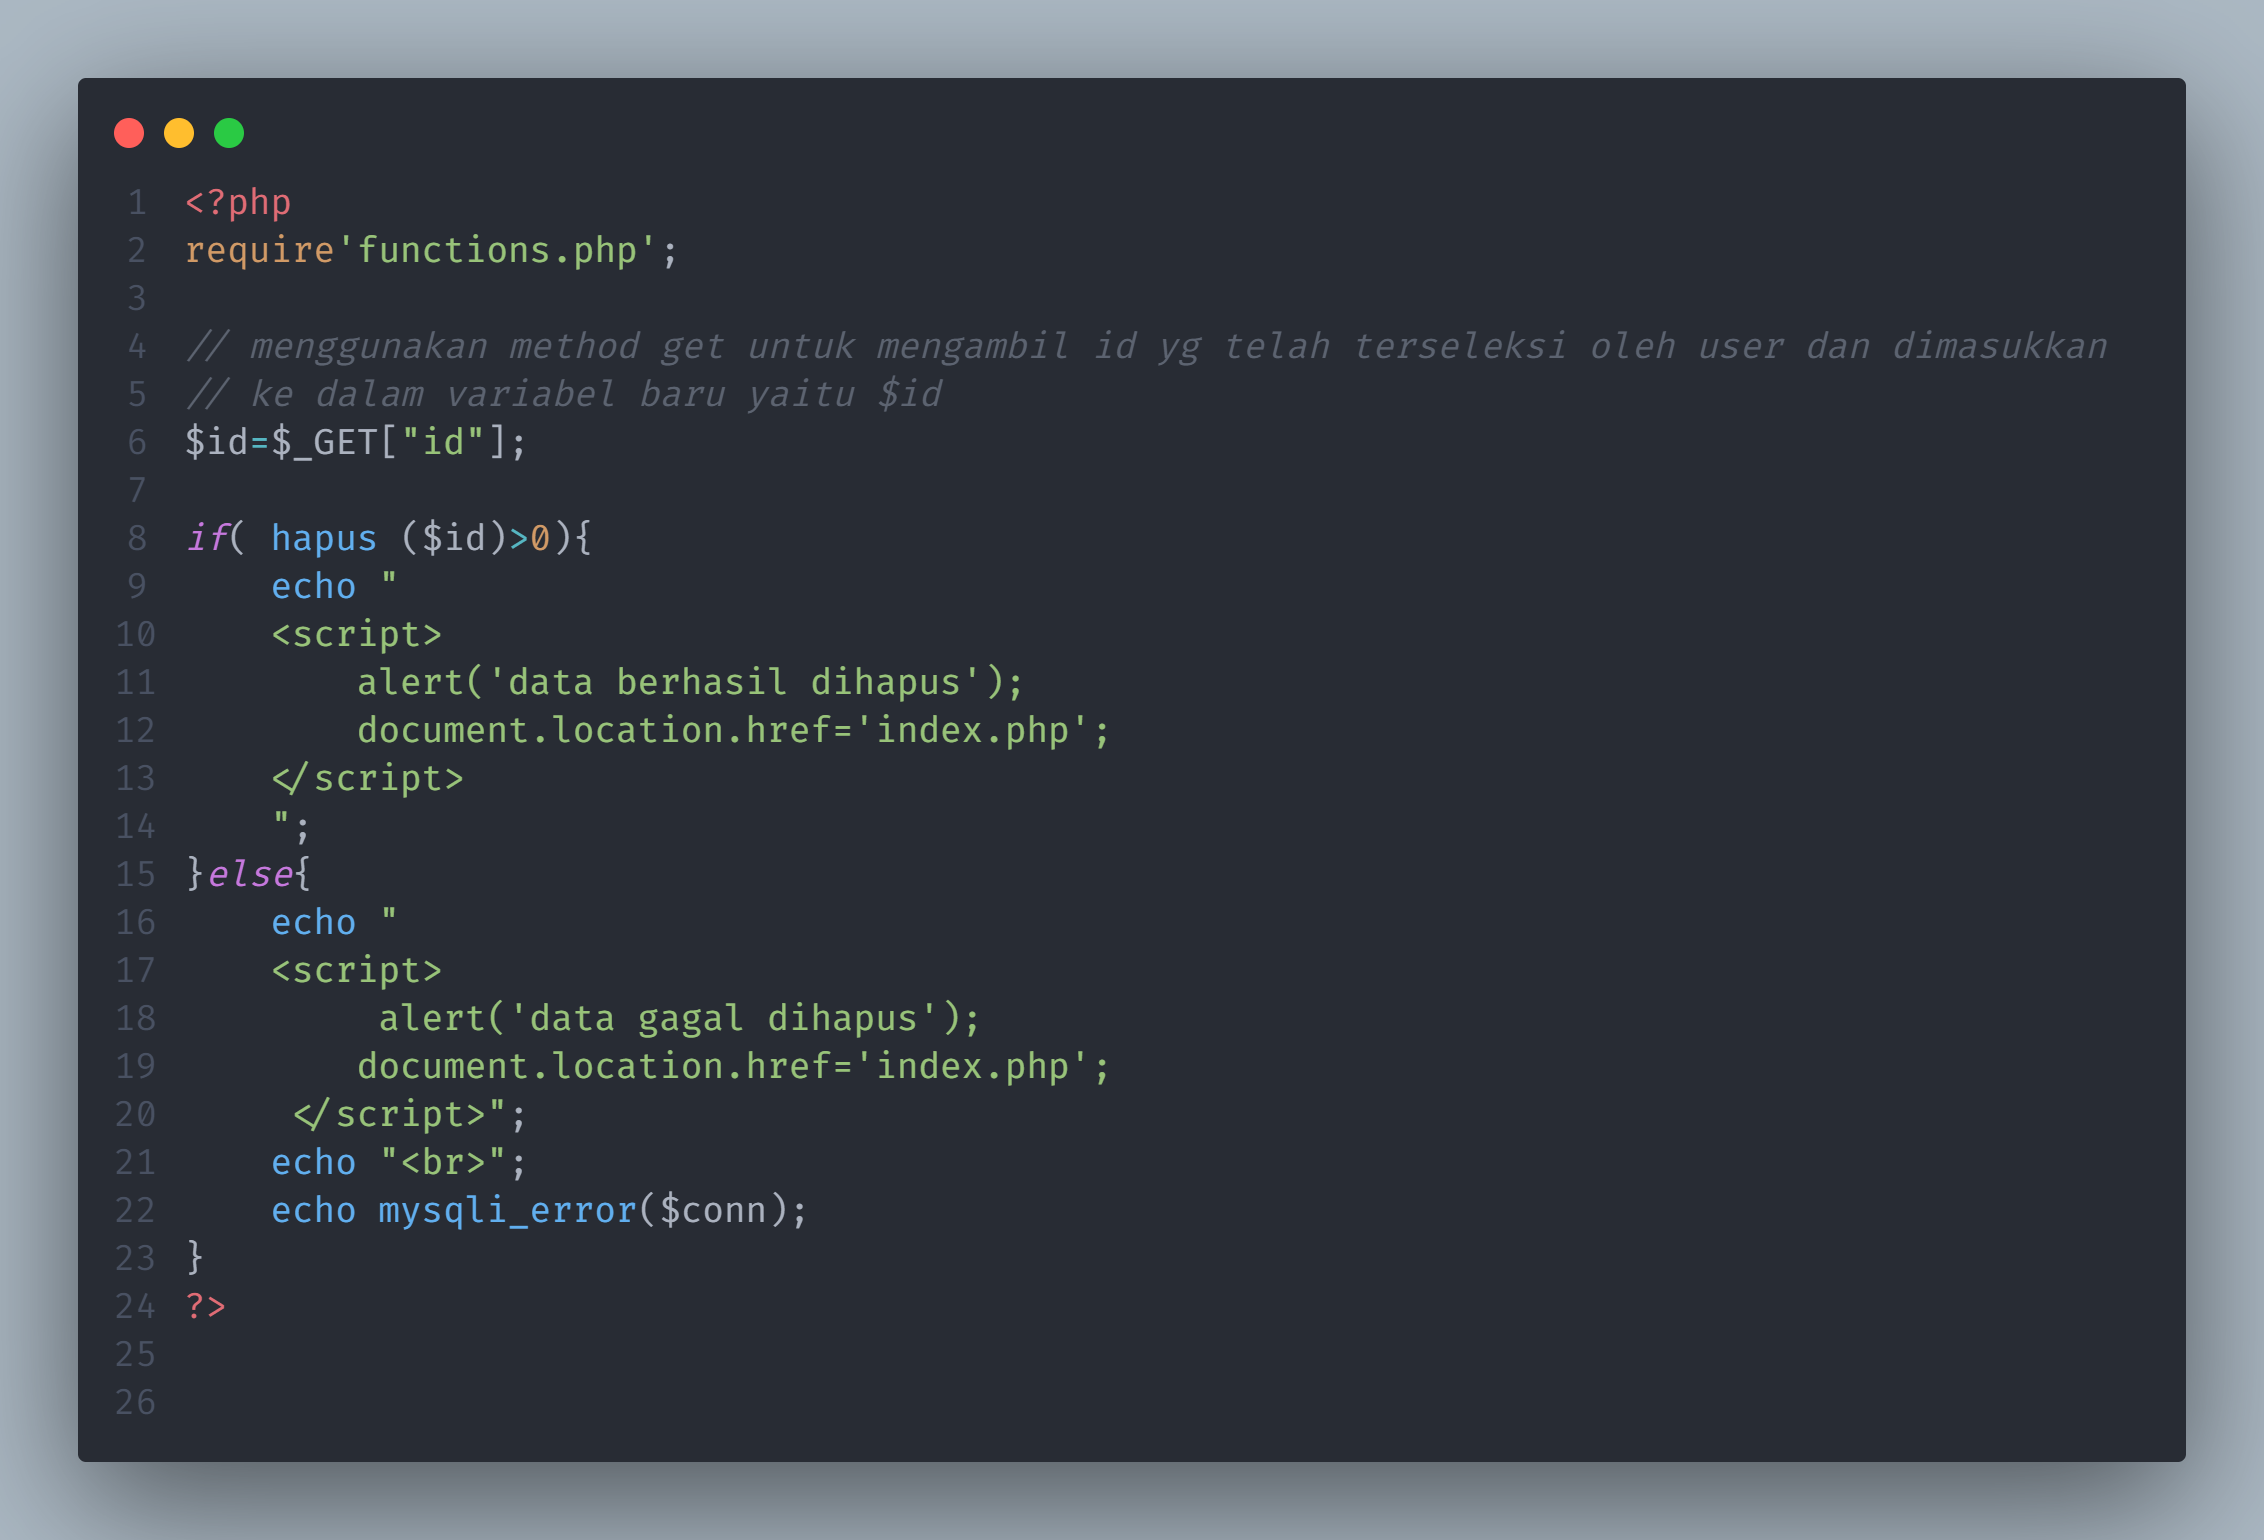 1 <?php
2 require'functions.php';
3
4 // menggunakan method get untuk mengambil id yg telah terseleksi oleh user dan dimasukkan
5 // ke dalam variabel baru yaitu $id
6 $id=$_GET["id"];
7
8 if( hapus ($id)>0){
9     echo "
10     <script>
11         alert('data berhasil dihapus');
12         document.location.href='index.php';
13     </script>
14     ";
15 }else{
16     echo "
17     <script>
18          alert('data gagal dihapus');
19         document.location.href='index.php';
20      </script>";
21     echo "<br>";
22     echo mysqli_error($conn);
23 }
24 ?>
25
26